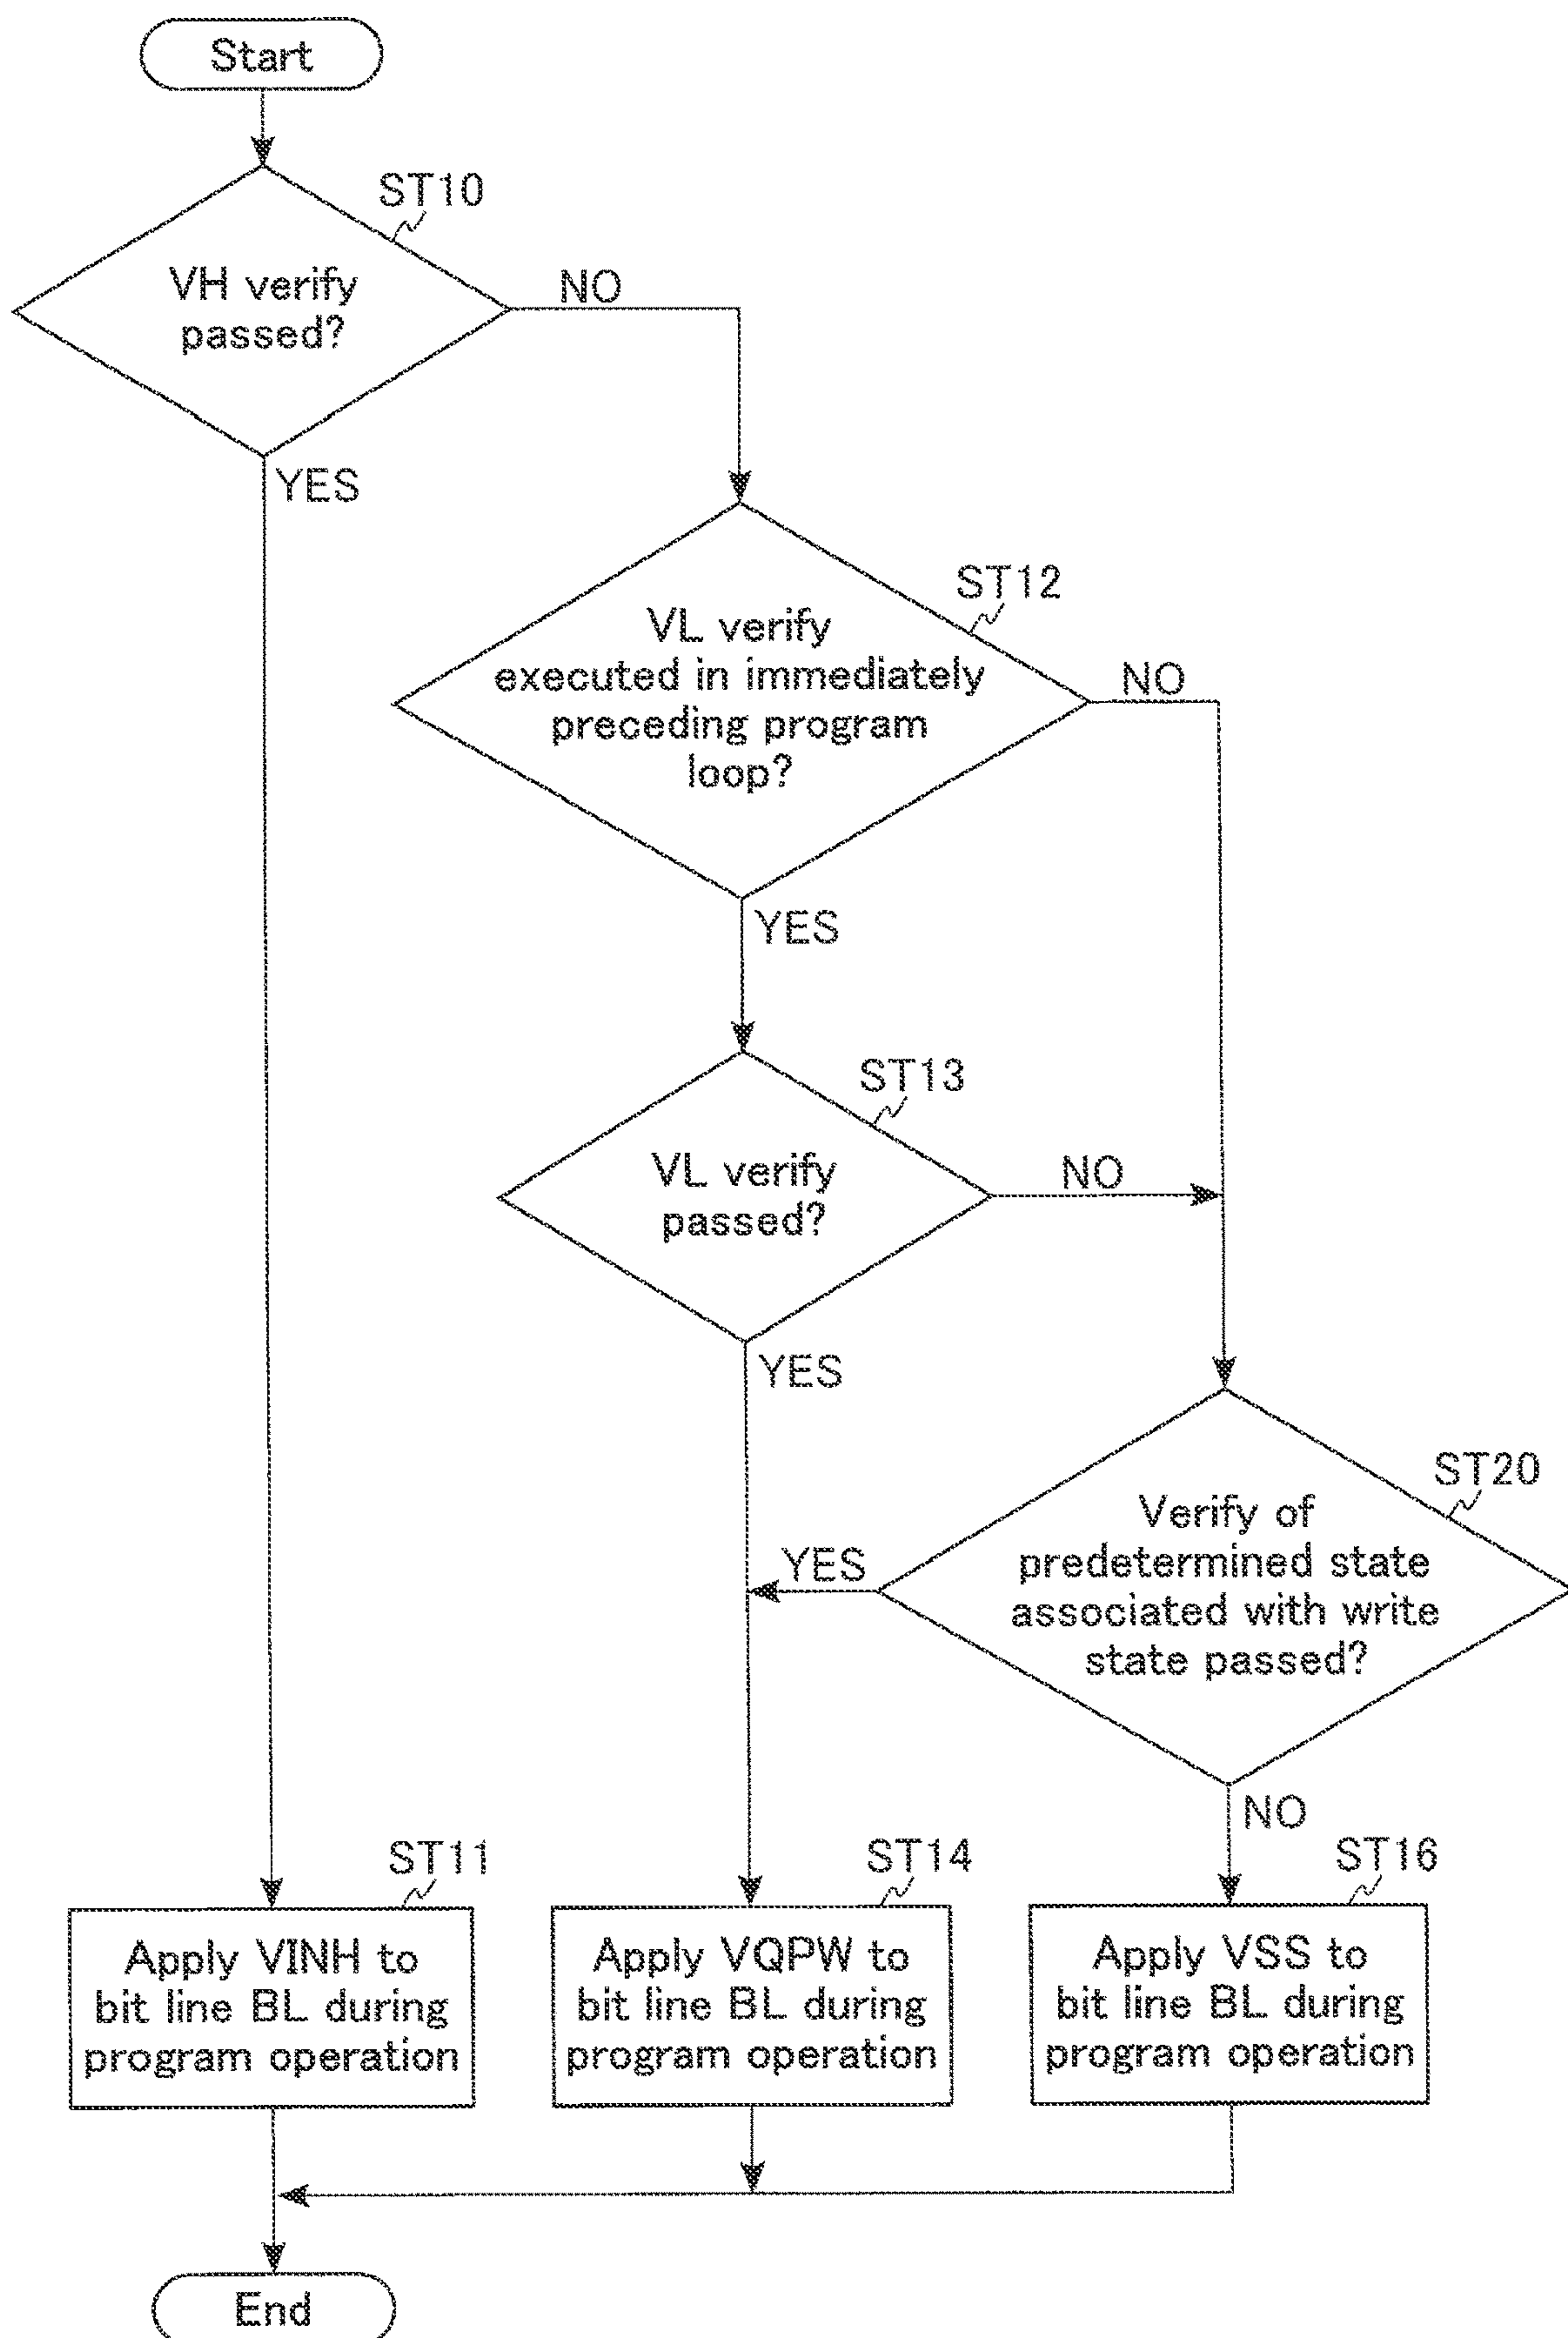 Start
ST10
VH verify
passed?
NO
YES
ST12
VL verify
executed in immediately
preceding program
loop?
NO
YES
ST13
VL verify
passed?
NO
YES
ST20
Verify of
predetermined state
associated with write
state passed?
YES
NO
ST11
Apply VINH to
bit line BL during
program operation
ST14
Apply VQPW to
bit line BL during
program operation
ST16
Apply VSS to
bit line BL during
program operation
End